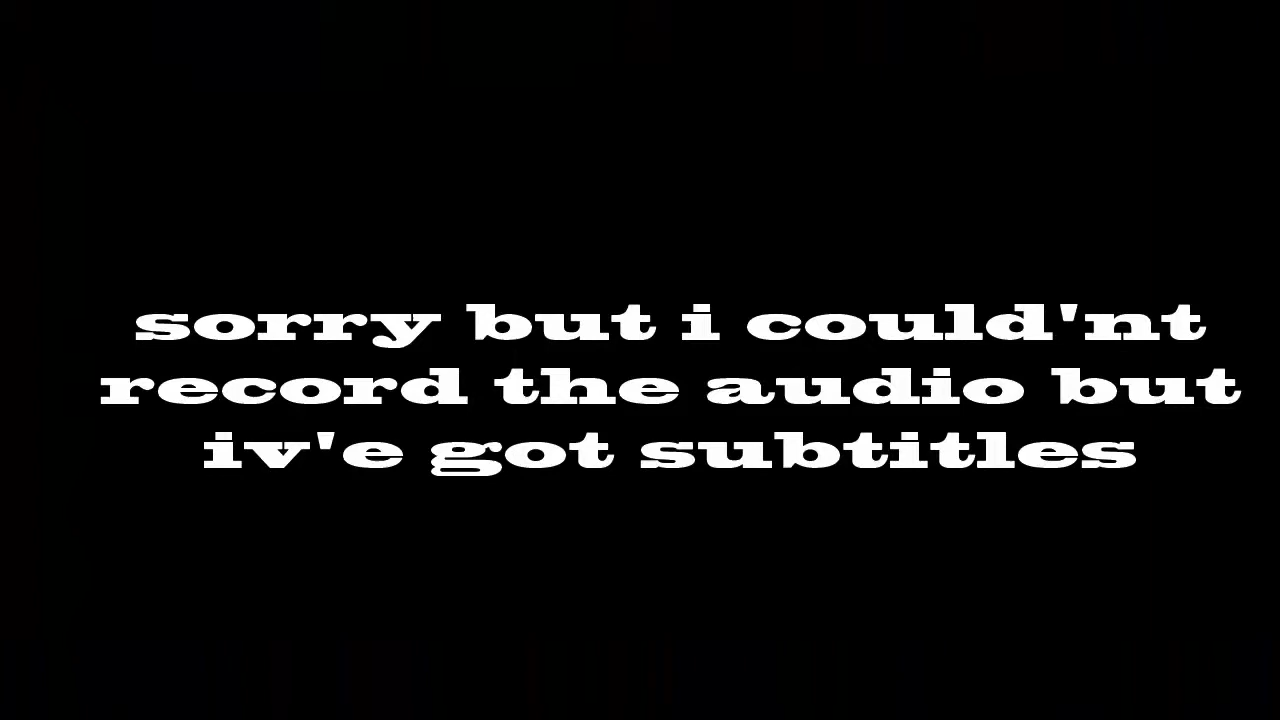 sorry but i could'nt
record the audio but
iv'e got subtitles